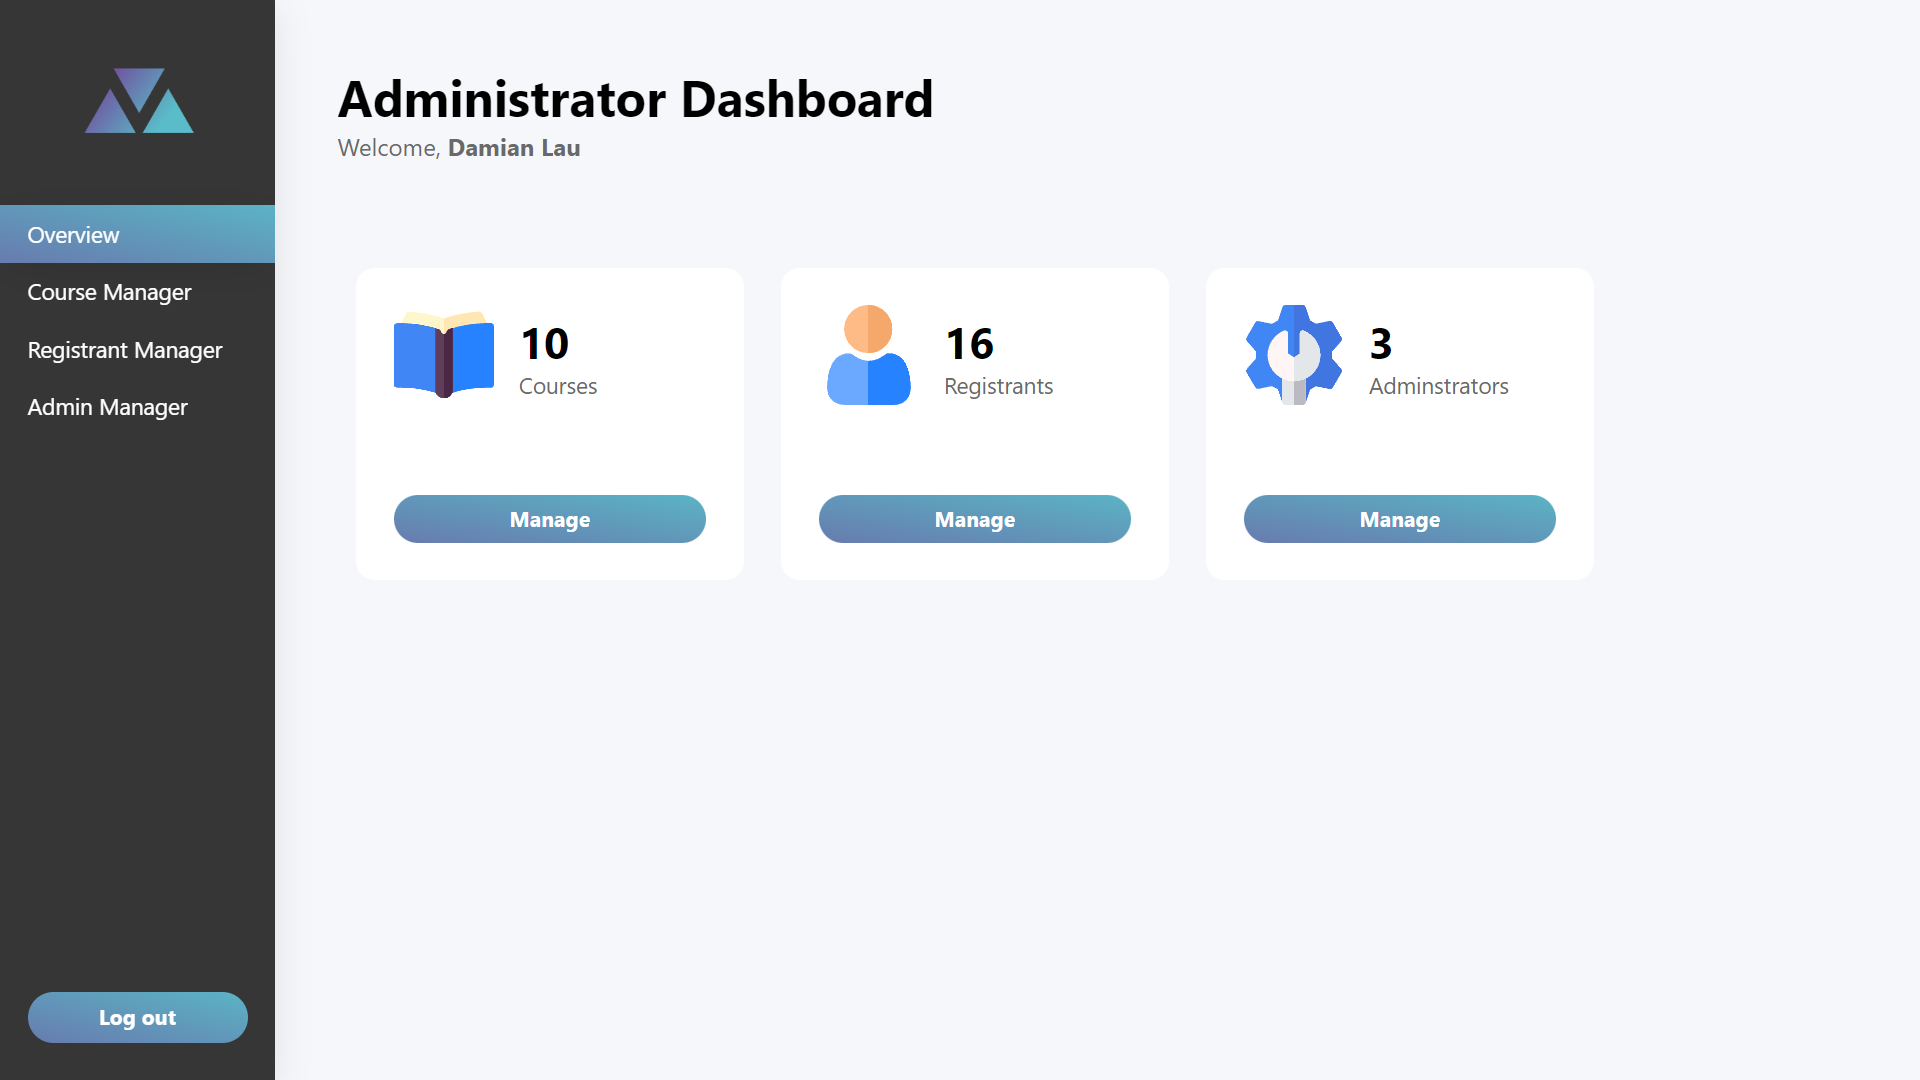 Administrator Dashboard
Welcome, Damian Lau
Overview
Course Manager
Registrant Manager
Admin Manager
10
Courses
Manage
16
Registrants
Manage
3
Adminstrators
Manage
Log out